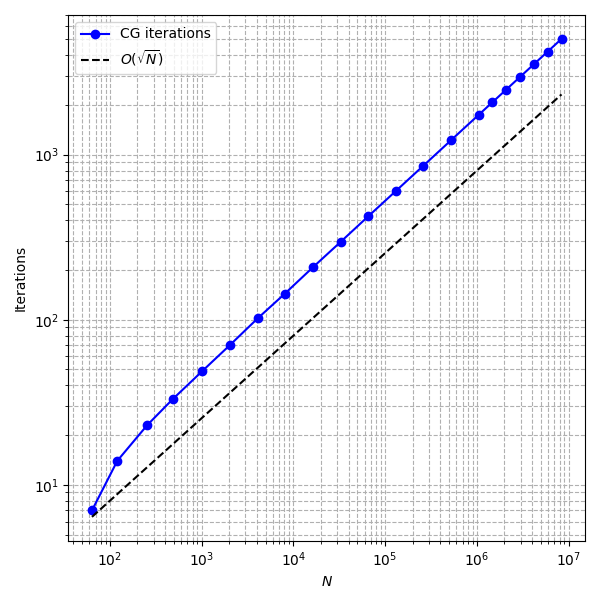 CG iterations
O(√N)
Iterations
10³
10²
10¹
10² 10³ 10⁴ 10⁵ 10⁶ 10⁷
N